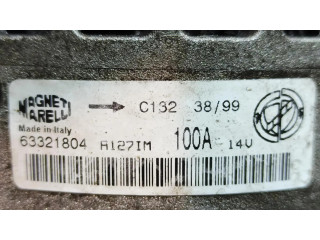 MAGNETI
MARELLI
C132 38/99
Made in Italy
63321804 A127IM 100A 14V